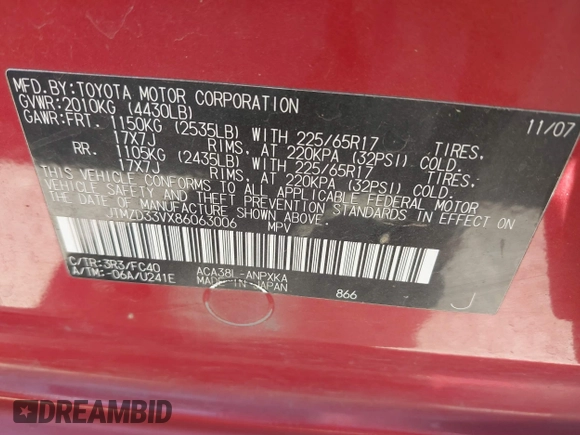 MFD.BY:TOYOTA MOTOR CORPORATION 11/07
GVWR:2010KG (4430LB)
GAWR:FRT. 1150KG (2535LB) WITH 225/65R17 TIRES,
17X7J RIMS, AT 220KPA (32PSI) COLD.
RR. 1105KG (2435LB) WITH 225/65R17 TIRES,
17X7J RIMS, AT 220KPA (32PSI) COLD.
THIS VEHICLE CONFORMS TO ALL APPLICABLE FEDERAL MOTOR
VEHICLE SAFETY AND THEFT PREVENTION STANDARDS IN EFFECT ON
THE DATE OF MANUFACTURE SHOWN ABOVE.
JTMZD33VX86063006 MPV
C/TR:3R3/FC40 ACA38L-ANPXKA
A/TM:-06A/U241E MADE IN JAPAN 866 J
DREAMBID